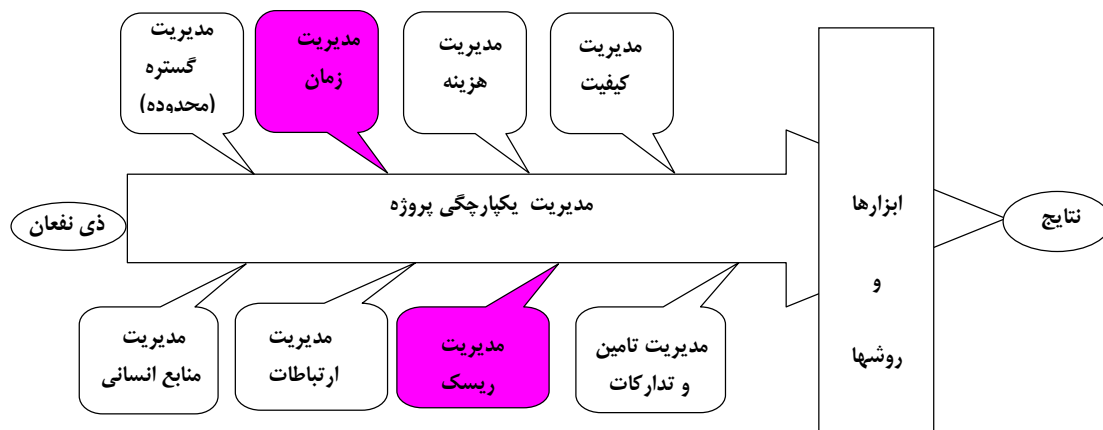 مدیریت
گستره
(محدوده)
مدیریت
زمان
مدیریت
هزینه
مدیریت
کیفیت
ذی نفعان
مدیریت یکپارچگی پروژه
ابزارها
و
روشها
نتایج
مدیریت
منابع انسانی
مدیریت
ارتباطات
مدیریت
ریسک
مدیریت تامین
و تدارکات